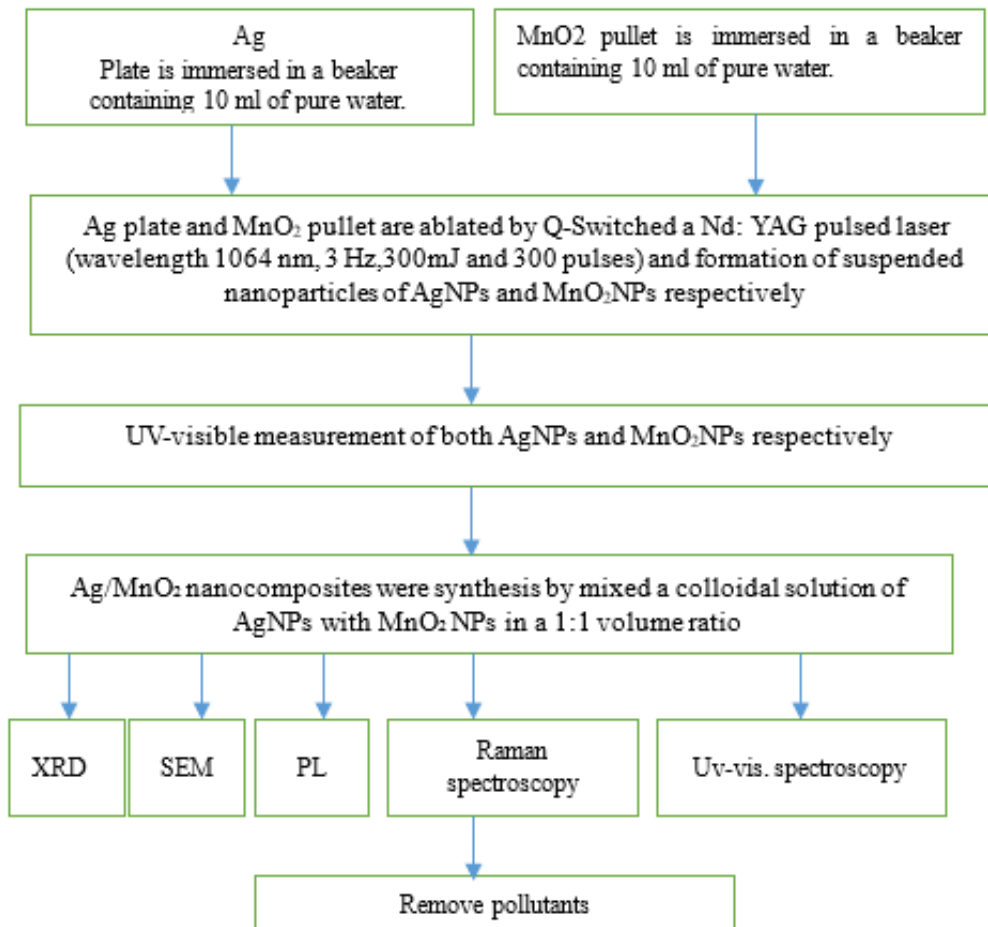 Ag
Plate is immersed in a beaker
containing 10 ml of pure water.
MnO2 pullet is immersed in a beaker
containing 10 ml of pure water.
Ag plate and MnO₂ pullet are ablated by Q-Switched a Nd: YAG pulsed laser
(wavelength 1064 nm, 3 Hz,300mJ and 300 pulses) and formation of suspended
nanoparticles of AgNPs and MnO₂NPs respectively
UV-visible measurement of both AgNPs and MnO₂NPs respectively
Ag/MnO₂ nanocomposites were synthesis by mixed a colloidal solution of
AgNPs with MnO₂ NPs in a 1:1 volume ratio
XRD
SEM
PL
Raman
spectroscopy
Uv-vis. spectroscopy
Remove pollutants